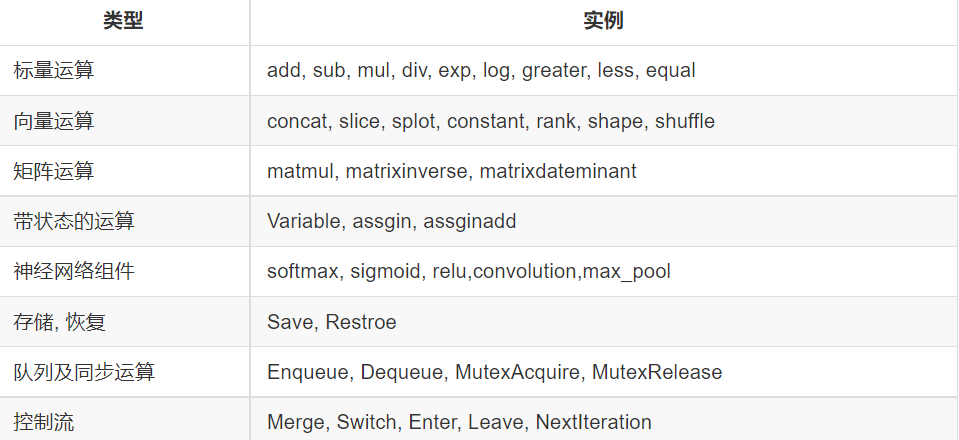 类型 实例
标量运算 add, sub, mul, div, exp, log, greater, less, equal
向量运算 concat, slice, splot, constant, rank, shape, shuffle
矩阵运算 matmul, matrixinverse, matrixdateminant
带状态的运算 Variable, assgin, assginadd
神经网络组件 softmax, sigmoid, relu,convolution,max_pool
存储, 恢复 Save, Restroe
队列及同步运算 Enqueue, Dequeue, MutexAcquire, MutexRelease
控制流 Merge, Switch, Enter, Leave, NextIteration